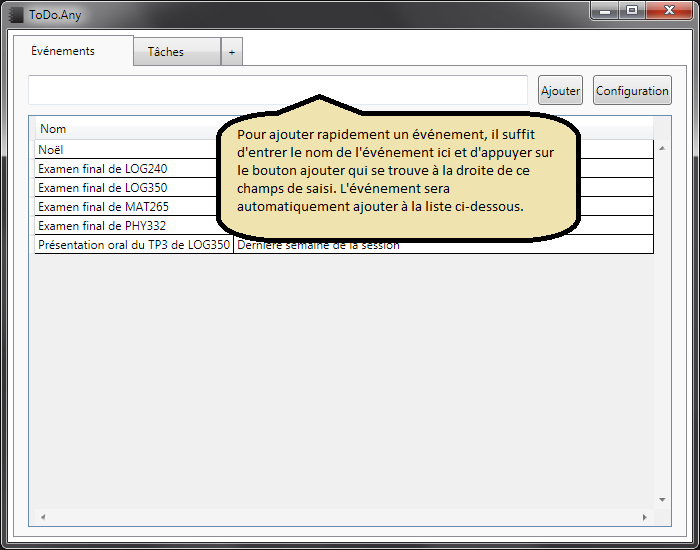 ToDo.Any
Evénements
Tâches
+
Ajouter
Configuration
Nom
Noël
Examen final de LOG240
Examen final de LOG350
Examen final de MAT265
Examen final de PHY332
Présentation oral du TP3 de LOG350
Dernière semaine de la session
Pour ajouter rapidement un événement, il suffit
d'entrer le nom de l'événement ici et d'appuyer sur
le bouton ajouter qui se trouve à la droite de ce
champs de saisi. L'événement sera
automatiquement ajouter à la liste ci-dessous.